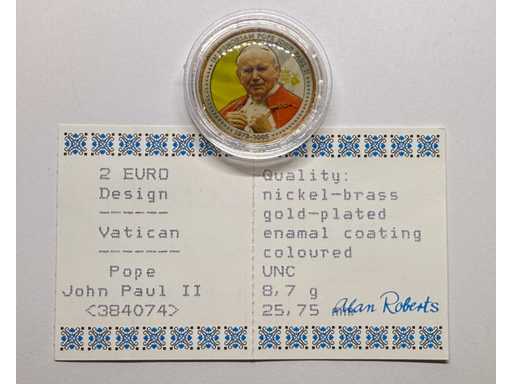 2 EURO
Design
Vatican
Pope
John Paul II
<384074>
Quality:
nickel-brass
gold-plated
enamal coating
coloured
UNC
8,7 g
25,75 mm
Alan Roberts